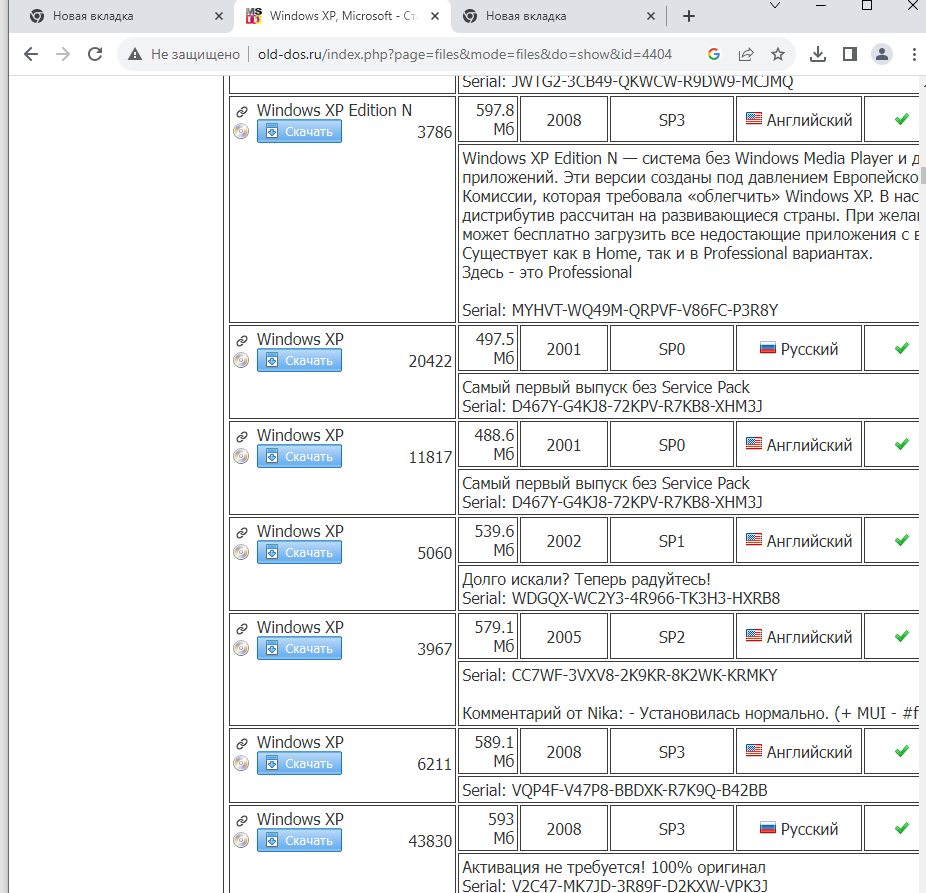 Новая вкладка
Windows XP, Microsoft - Ст
Новая вкладка
Не защищено
old-dos.ru/index.php?page=files&mode=files&do=show&id=4404
Serial: JWTG2-3CB49-QKWCW-R9DW9-MCJMQ
Windows XP Edition N
Скачать
3786
597.8
Мб
2008
SP3
Английский
Windows XP Edition N — система без Windows Media Player и д
приложений. Эти версии созданы под давлением Европейско
Комиссии, которая требовала «облегчить» Windows XP. В нас
дистрибутив рассчитан на развивающиеся страны. При жела
может бесплатно загрузить все недостающие приложения с в
Существует как в Home, так и в Professional вариантах.
Здесь - это Professional
Serial: MYHVT-WQ49M-QRPVF-V86FC-P3R8Y
Windows XP
Скачать
20422
497.5
Мб
2001
SP0
Русский
Самый первый выпуск без Service Pack
Serial: D467Y-G4KJ8-72KPV-R7KB8-XHM3J
Windows XP
Скачать
11817
488.6
Мб
2001
SP0
Английский
Самый первый выпуск без Service Pack
Serial: D467Y-G4KJ8-72KPV-R7KB8-XHM3J
Windows XP
Скачать
5060
539.6
Мб
2002
SP1
Английский
Долго искали? Теперь радуйтесь!
Serial: WDGQX-WC2Y3-4R966-TK3H3-HXRB8
Windows XP
Скачать
3967
579.1
Мб
2005
SP2
Английский
Serial: CC7WF-3VXV8-2K9KR-8K2WK-KRMKY
Комментарий от Nika: - Установилась нормально. (+ MUI - #f
Windows XP
Скачать
6211
589.1
Мб
2008
SP3
Английский
Serial: VQP4F-V47P8-BBDXK-R7K9Q-B42BB
Windows XP
Скачать
43830
593
Мб
2008
SP3
Русский
Активация не требуется! 100% оригинал
Serial: V2C47-MK7JD-3R89F-D2KXW-VPK3J